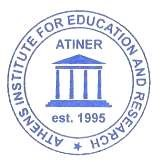 ATHENS INSTITUTE FOR EDUCATION AND RESEARCH
ATINER
est. 1995